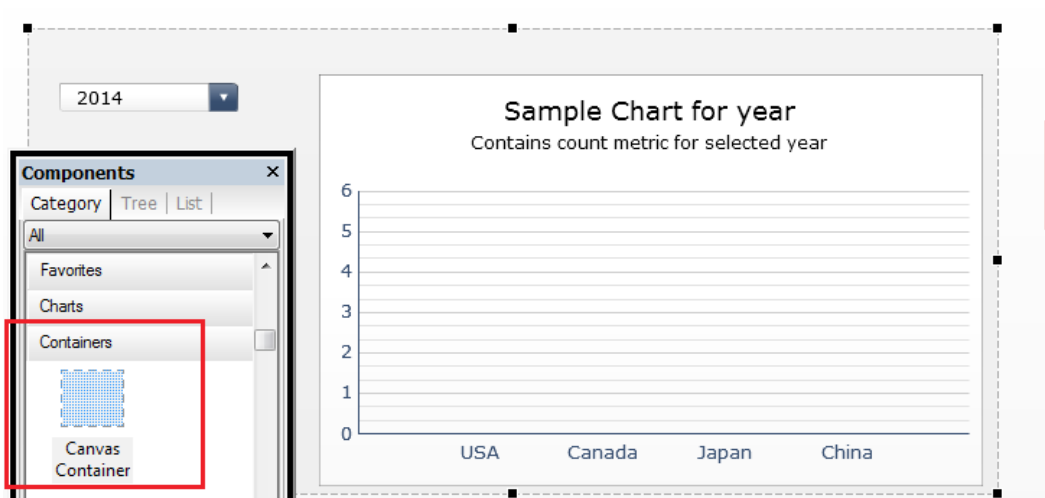 2014
Sample Chart for year
Contains count metric for selected year
Components ×
Category | Tree | List |
All
Favorites
Charts
Containers
Canvas
Container
6
5
4
3
2
1
0
USA Canada Japan China